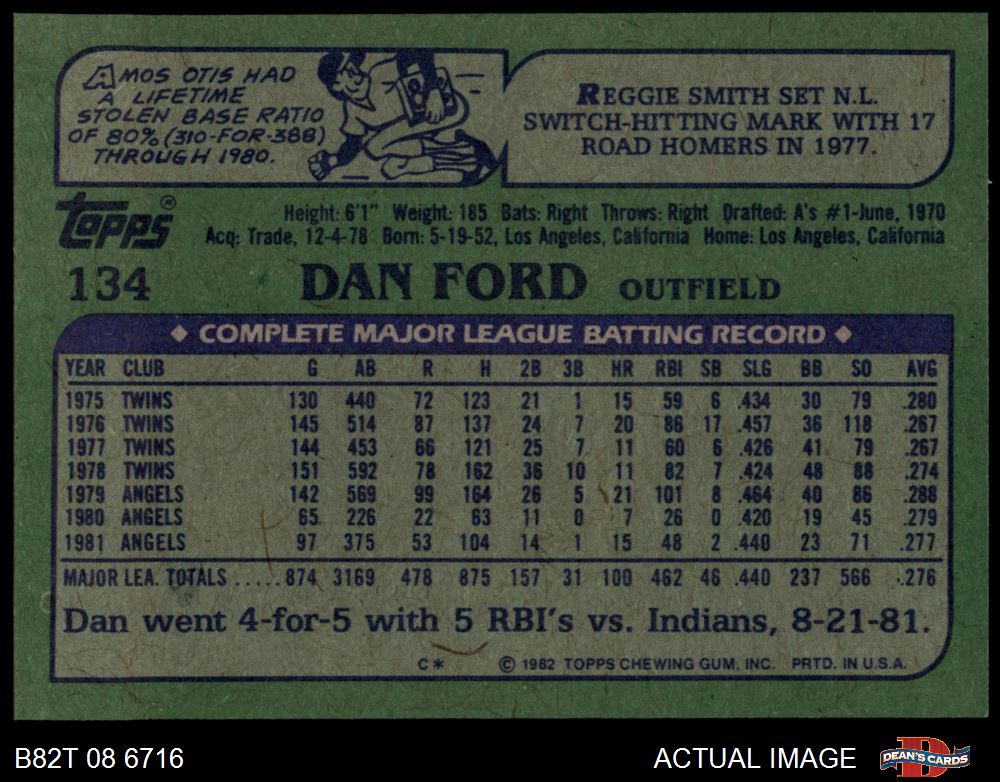 AMOS OTIS HAD
A LIFETIME
STOLEN BASE RATIO
OF 80% (310-FOR-388)
THROUGH 1980.
REGGIE SMITH SET N.L.
SWITCH-HITTING MARK WITH 17
ROAD HOMERS IN 1977.
TOPPS®
Height: 6'1" Weight: 185 Bats: Right Throws: Right Drafted: A's #1-June, 1970
Acq: Trade, 12-4-78 Born: 5-19-52, Los Angeles, California Home: Los Angeles, California
134 DAN FORD OUTFIELD
◆ COMPLETE MAJOR LEAGUE BATTING RECORD ◆
YEAR CLUB G AB R H 2B 3B HR RBI SB SLG BB SO AVG
1975 TWINS 130 440 72 123 21 1 15 59 6 .434 30 79 .280
1976 TWINS 145 514 87 137 24 7 20 86 17 .457 36 118 .267
1977 TWINS 144 453 66 121 25 7 11 60 6 .426 41 79 .267
1978 TWINS 151 592 78 162 36 10 11 82 7 .424 48 88 .274
1979 ANGELS 142 569 99 164 26 5 21 101 8 .464 40 86 .288
1980 ANGELS 65 226 22 63 11 0 7 26 0 .420 19 45 .279
1981 ANGELS 97 375 53 104 14 1 15 48 2 .440 23 71 .277
MAJOR LEA. TOTALS .....874 3169 478 875 157 31 100 462 46 .440 237 566 .276
Dan went 4-for-5 with 5 RBI's vs. Indians, 8-21-81.
C* © 1982 TOPPS CHEWING GUM, INC. PRTD. IN U.S.A.
B82T 08 6716 ACTUAL IMAGE DEAN'S CARDS